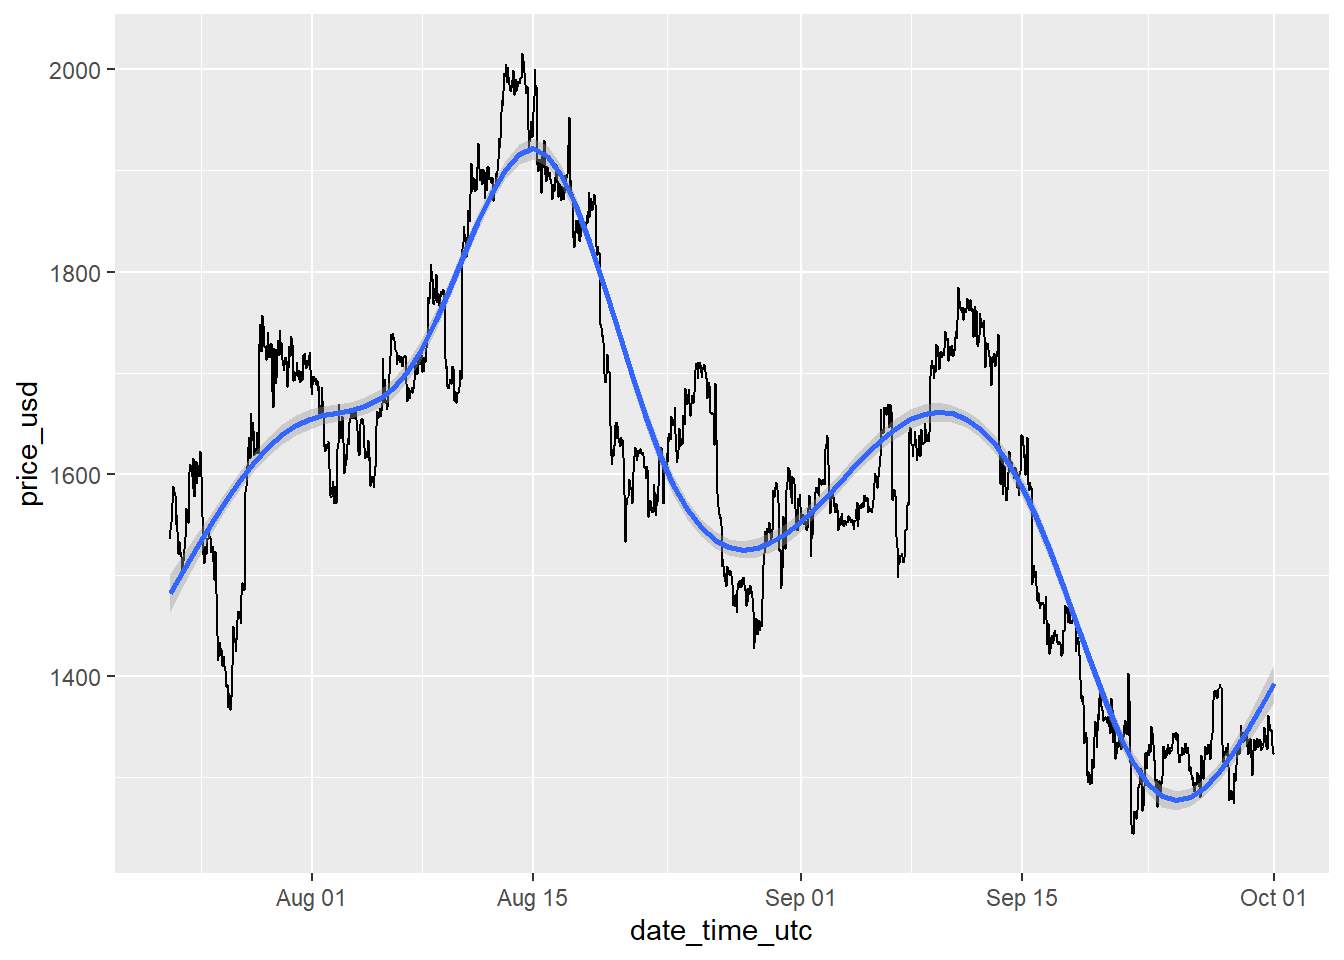 2000
1800
1600
1400
price_usd
Aug 01
Aug 15
Sep 01
Sep 15
Oct 01
date_time_utc